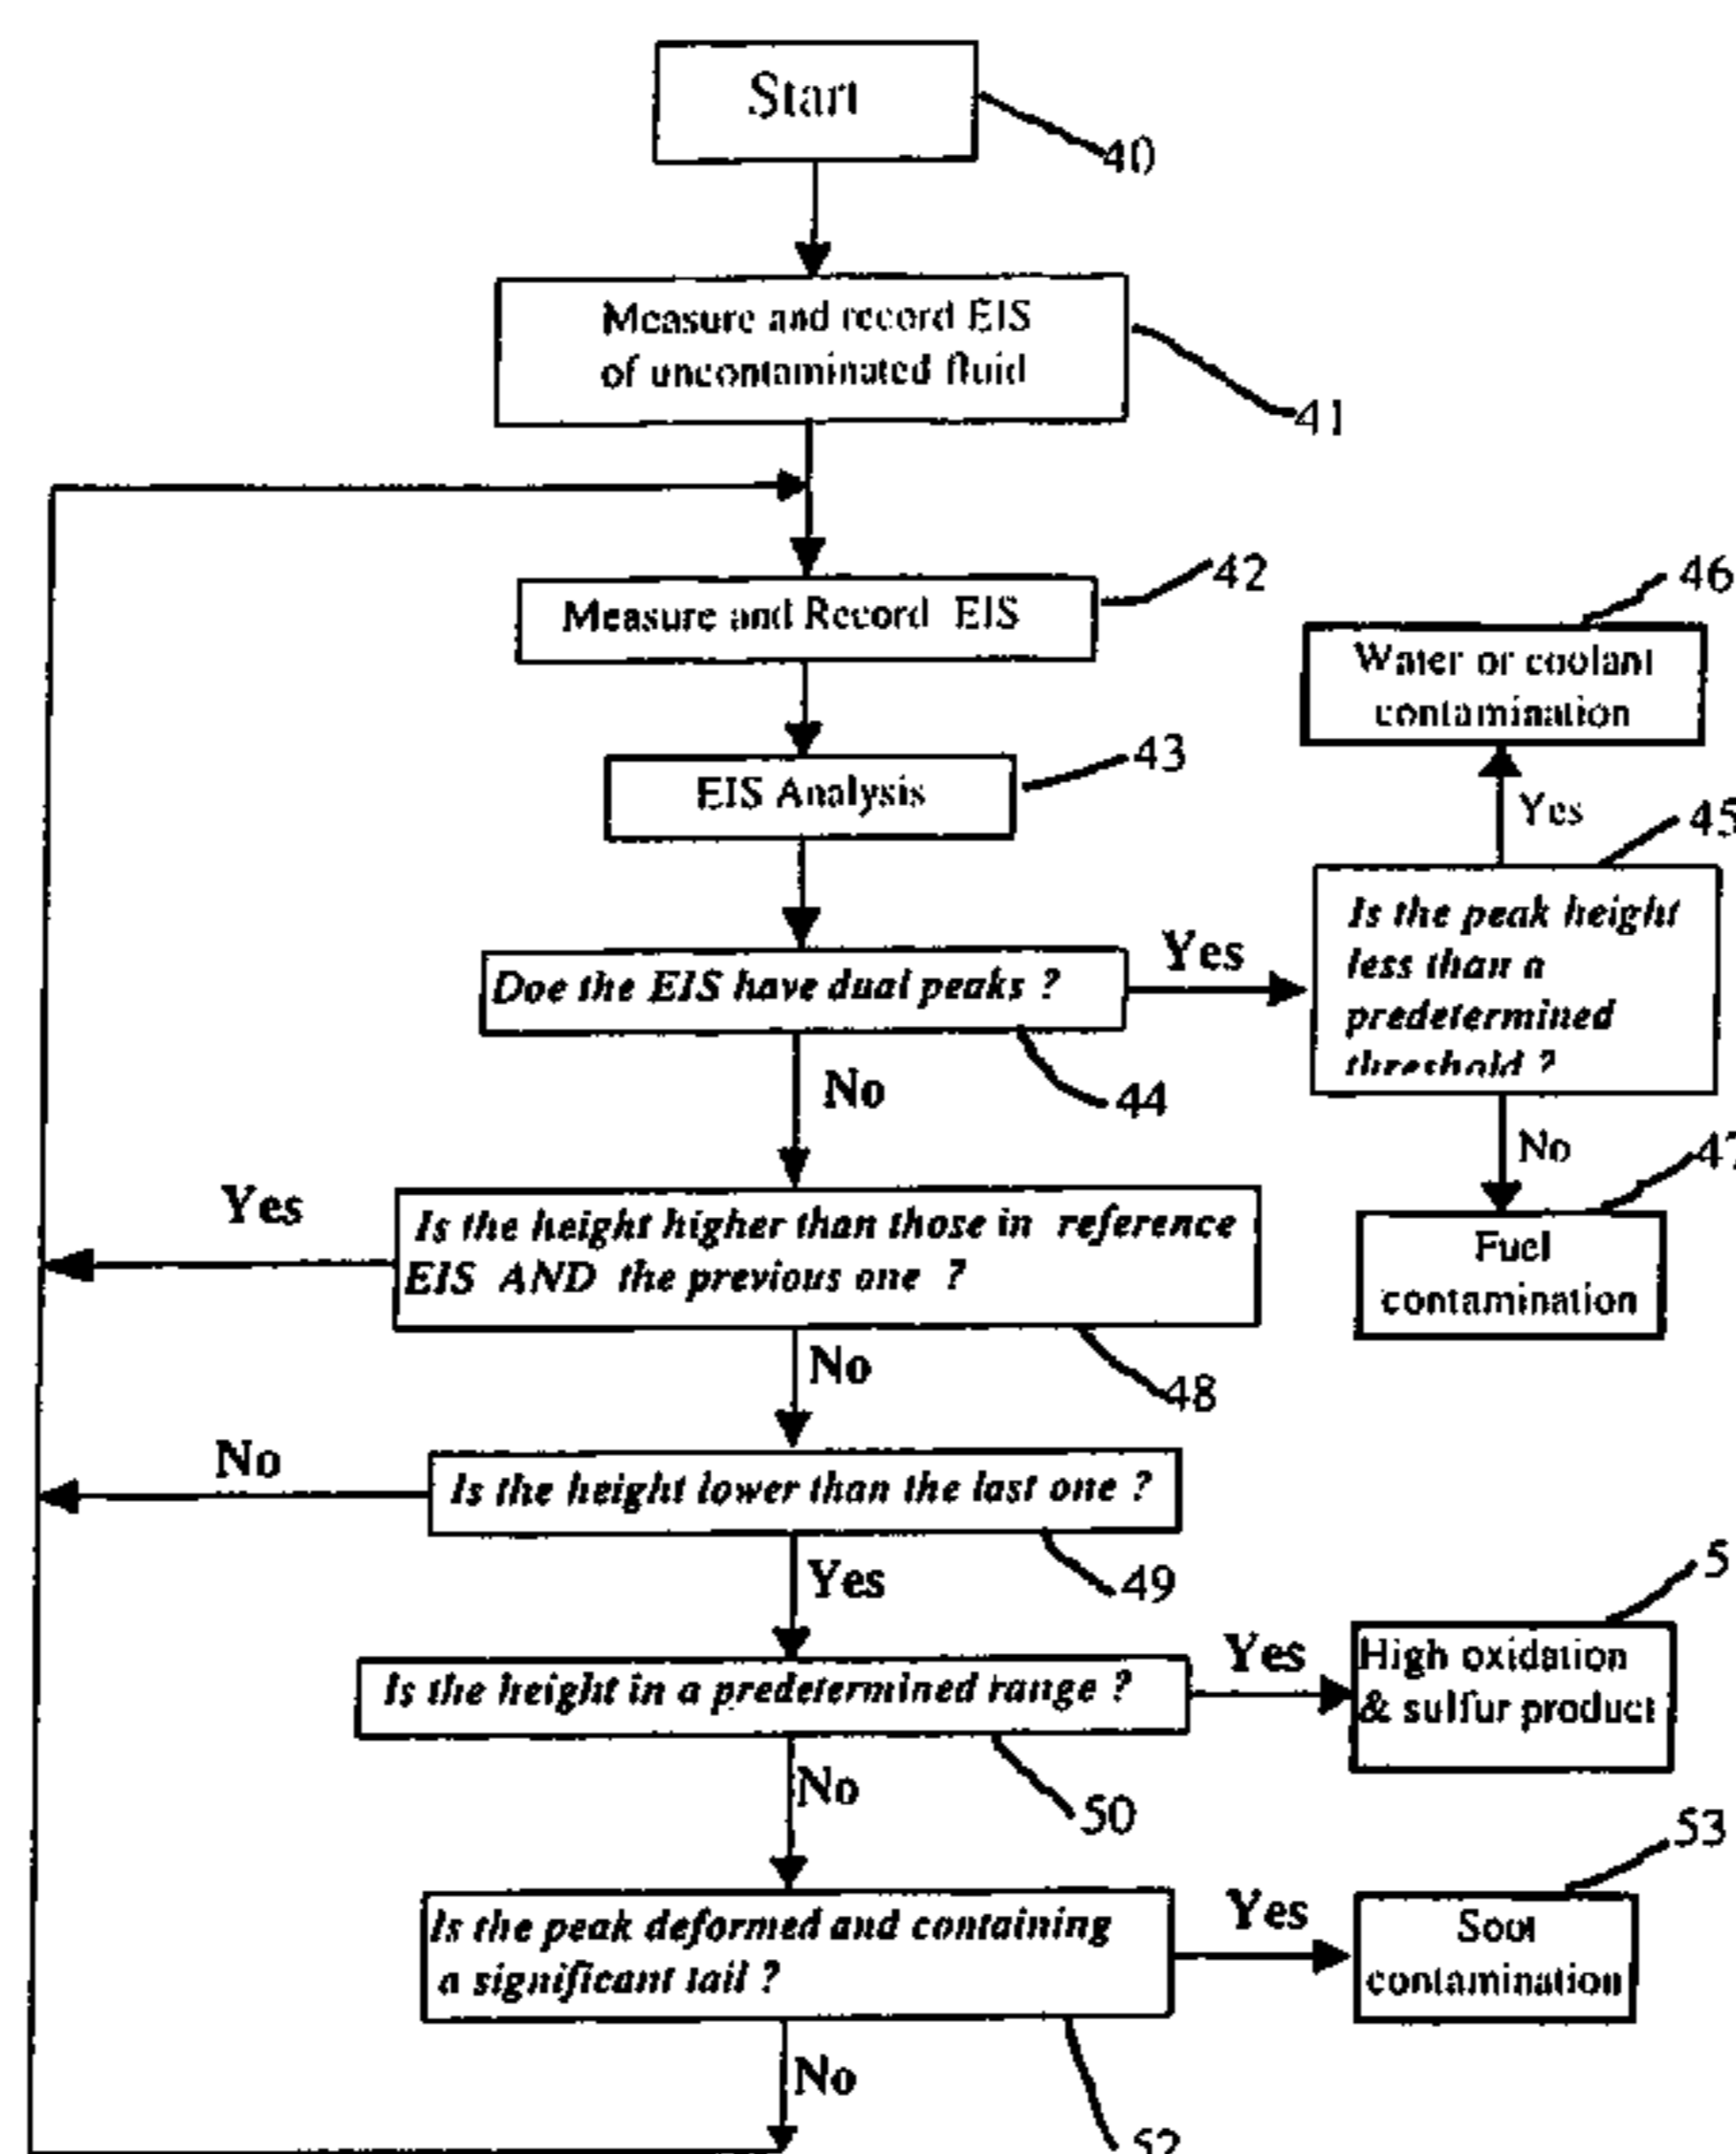 Start
40
Measure and record EIS
of uncontaminated fluid
41
Measure and Record EIS
42
46
Water or coolant
contamination
EIS Analysis
43
Yes
45
Is the peak height
less than a
predetermined
threshold ?
Doe the EIS have dual peaks ?
Yes
44
No
No
47
Fuel
contamination
Yes
Is the height higher than those in reference
EIS AND the previous one ?
48
No
No
Is the height lower than the last one ?
49
Yes
5
High oxidation
& sulfur product
Is the height in a predetermined range ?
Yes
50
No
53
Soot
contamination
Is the peak deformed and containing
a significant tail ?
Yes
No
52